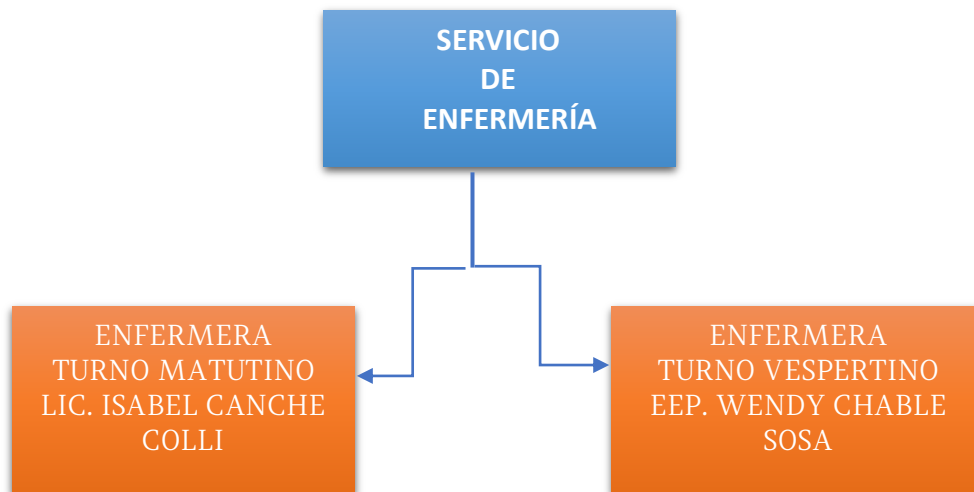 SERVICIO
DE
ENFERMERÍA
ENFERMERA
TURNO MATUTINO
LIC. ISABEL CANCHE
COLLI
ENFERMERA
TURNO VESPERTINO
EEP. WENDY CHABLE
SOSA